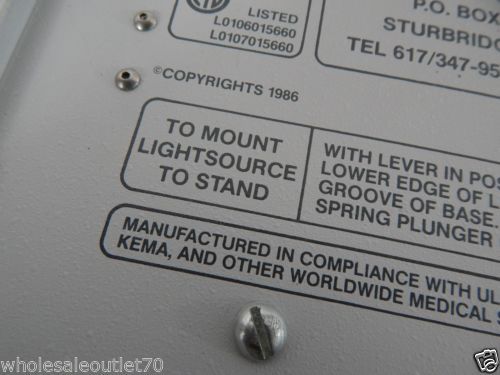 LISTED
L0106015660
L0107015660
P.O. BOX
STURBRIDG
TEL 617/347-95
©COPYRIGHTS 1986
TO MOUNT
LIGHTSOURCE
TO STAND
WITH LEVER IN POS
LOWER EDGE OF L
GROOVE OF BASE.
SPRING PLUNGER
MANUFACTURED IN COMPLIANCE WITH UL
KEMA, AND OTHER WORLDWIDE MEDICAL S
wholesaleoutlet70